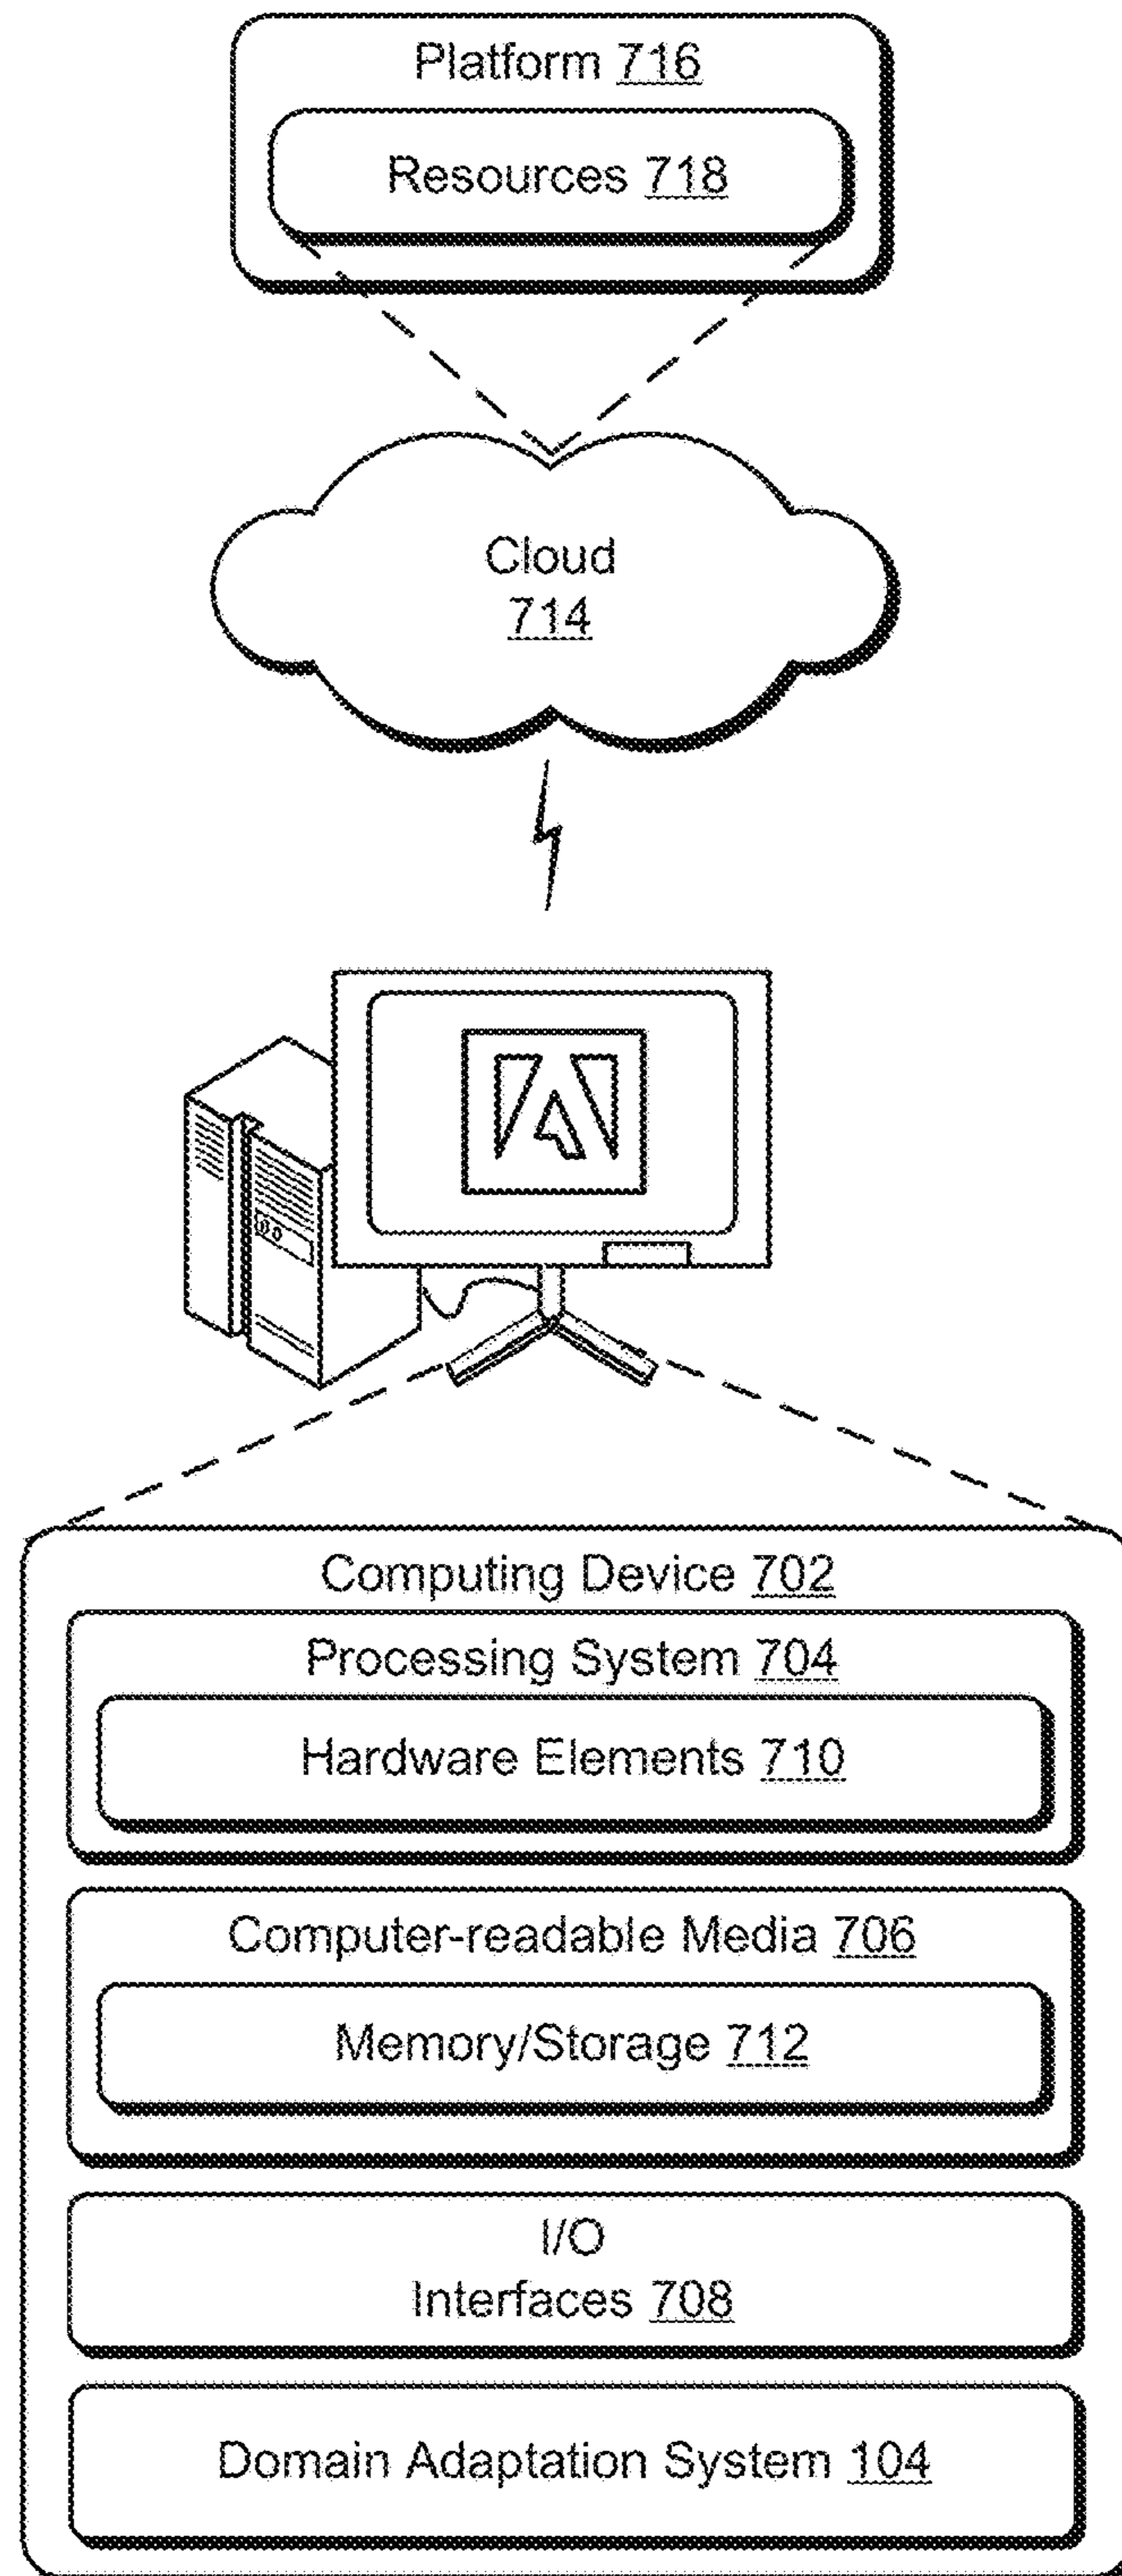 Platform 716
Resources 718
Cloud
714
Computing Device 702
Processing System 704
Hardware Elements 710
Computer-readable Media 706
Memory/Storage 712
I/O
Interfaces 708
Domain Adaptation System 104